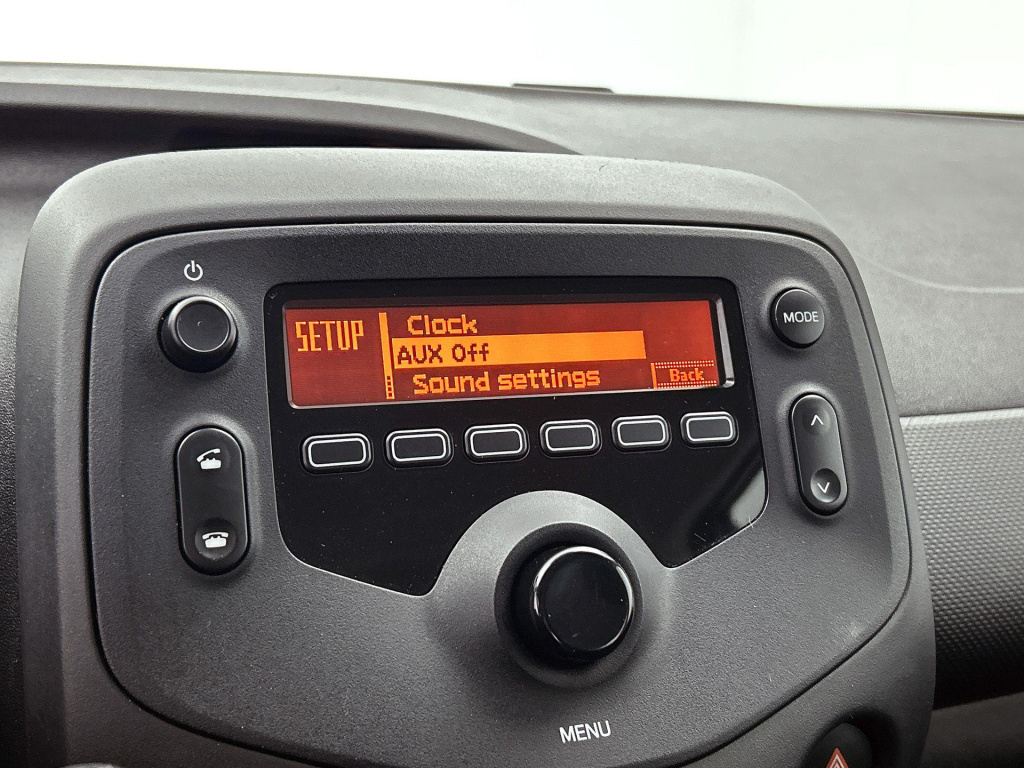 SETUP
Clock
AUX Off
Sound settings
Back
MODE
MENU